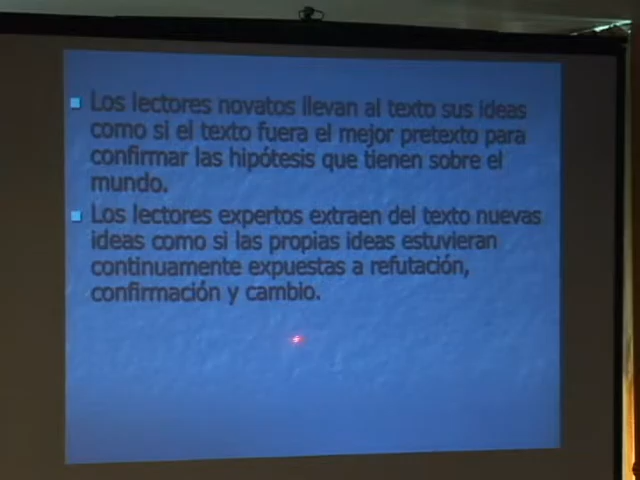 Los lectores novatos llevan al texto sus ideas
como si el texto fuera el mejor pretexto para
confirmar las hipótesis que tienen sobre el
mundo.
Los lectores expertos extraen del texto nuevas
ideas como si las propias ideas estuvieran
continuamente expuestas a refutación,
confirmación y cambio.